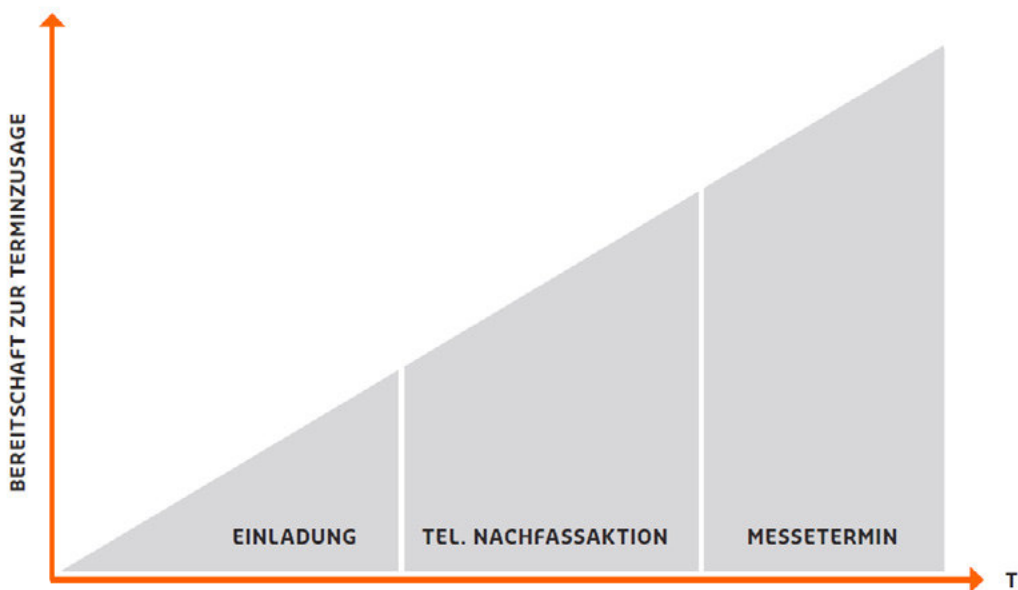 BEREITSCHAFT ZUR TERMINZUSAGE
EINLADUNG
TEL. NACHFASSAKTION
MESSETERMIN
T